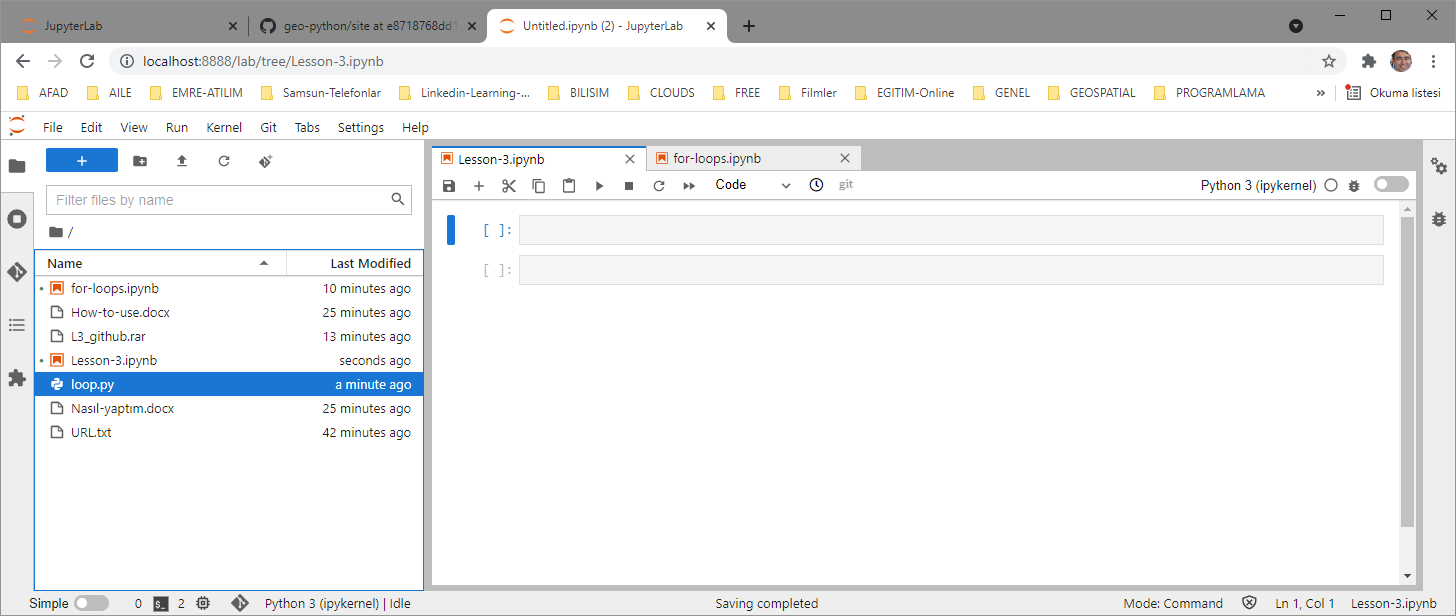 JupyterLab geo-python/site at e8718768dd1 Untitled.ipynb (2) - JupyterLab
localhost:8888/lab/tree/Lesson-3.ipynb
AFAD AILE EMRE-ATILIM Samsun-Telefonlar Linkedin-Learning-... BILISIM CLOUDS FREE Filmler EGITIM-Online GENEL GEOSPATIAL PROGRAMLAMA » Okuma listesi
File Edit View Run Kernel Git Tabs Settings Help
Lesson-3.ipynb for-loops.ipynb
Code git Python 3 (ipykernel)
Filter files by name
/
Name Last Modified
for-loops.ipynb 10 minutes ago
How-to-use.docx 25 minutes ago
L3_github.rar 13 minutes ago
Lesson-3.ipynb seconds ago
loop.py a minute ago
Nasıl-yaptım.docx 25 minutes ago
URL.txt 42 minutes ago
[ ]:
[ ]:
Simple 0 2 Python 3 (ipykernel) | Idle Saving completed Mode: Command Ln 1, Col 1 Lesson-3.ipynb